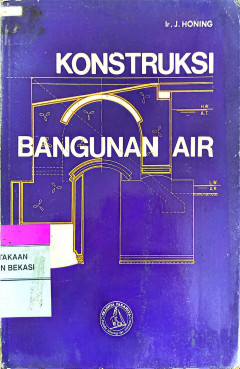 Ir. J. HONING
KONSTRUKSI
H.W.
A.T.
BANGUNAN AIR
L.W.
TAKAAN
N BEKASI